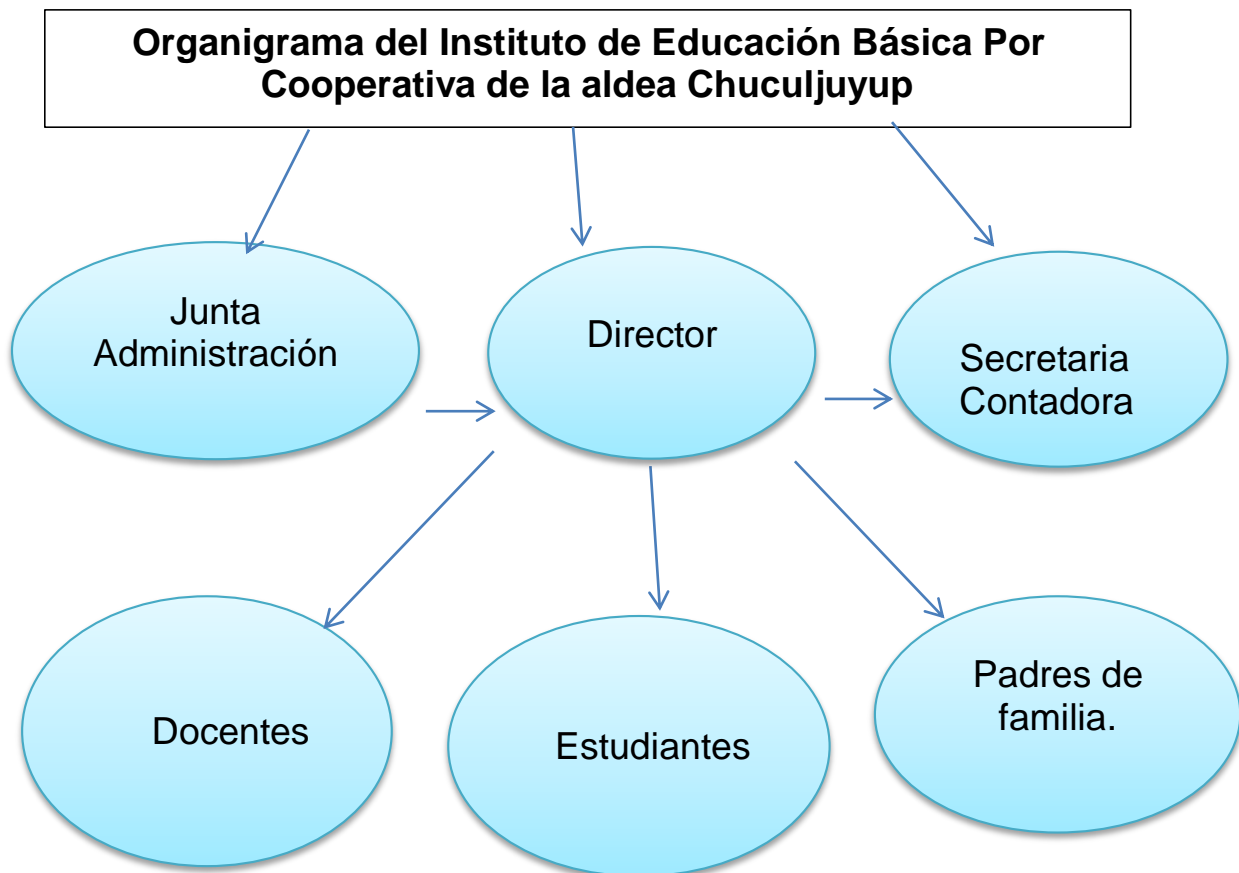 Organigrama del Instituto de Educación Básica Por
Cooperativa de la aldea Chuculjuyup
Junta
Administración
Director
Secretaria
Contadora
Docentes
Estudiantes
Padres de
familia.